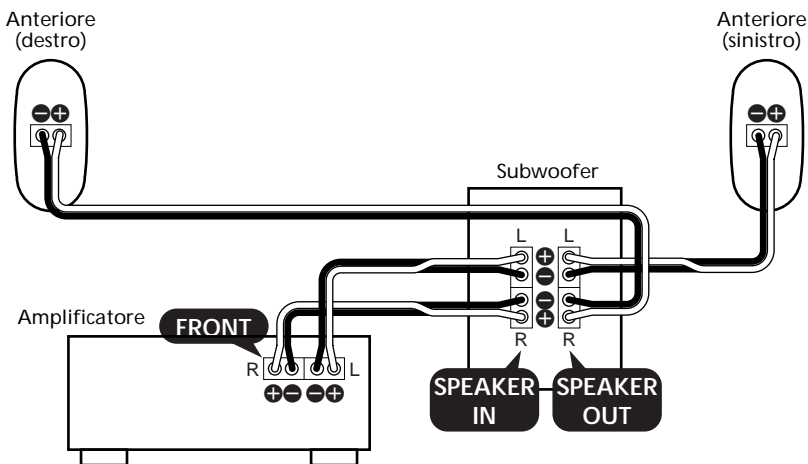 Anteriore
(destro)
Anteriore
(sinistro)
Subwoofer
L L
R R
Amplificatore
FRONT
R L
SPEAKER
IN
SPEAKER
OUT